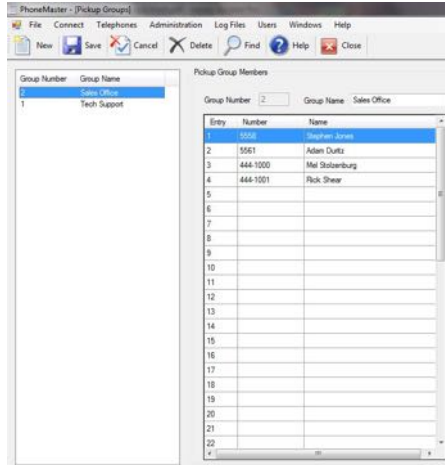 PhoneMaster - [Pickup Groups]
File Connect Telephones Administration Log Files Users Windows Help
New Save Cancel Delete Find Help Close
Pickup Group Members
Group Number Group Name
2 Sales Office
1 Tech Support
Group Number 2 Group Name Sales Office
Entry Number Name
1 5558 Stephen Jones
2 5561 Adam Duritz
3 444-1000 Mel Stolzenburg
4 444-1001 Rick Shear
5
6
7
8
9
10
11
12
13
14
15
16
17
18
19
20
21
22